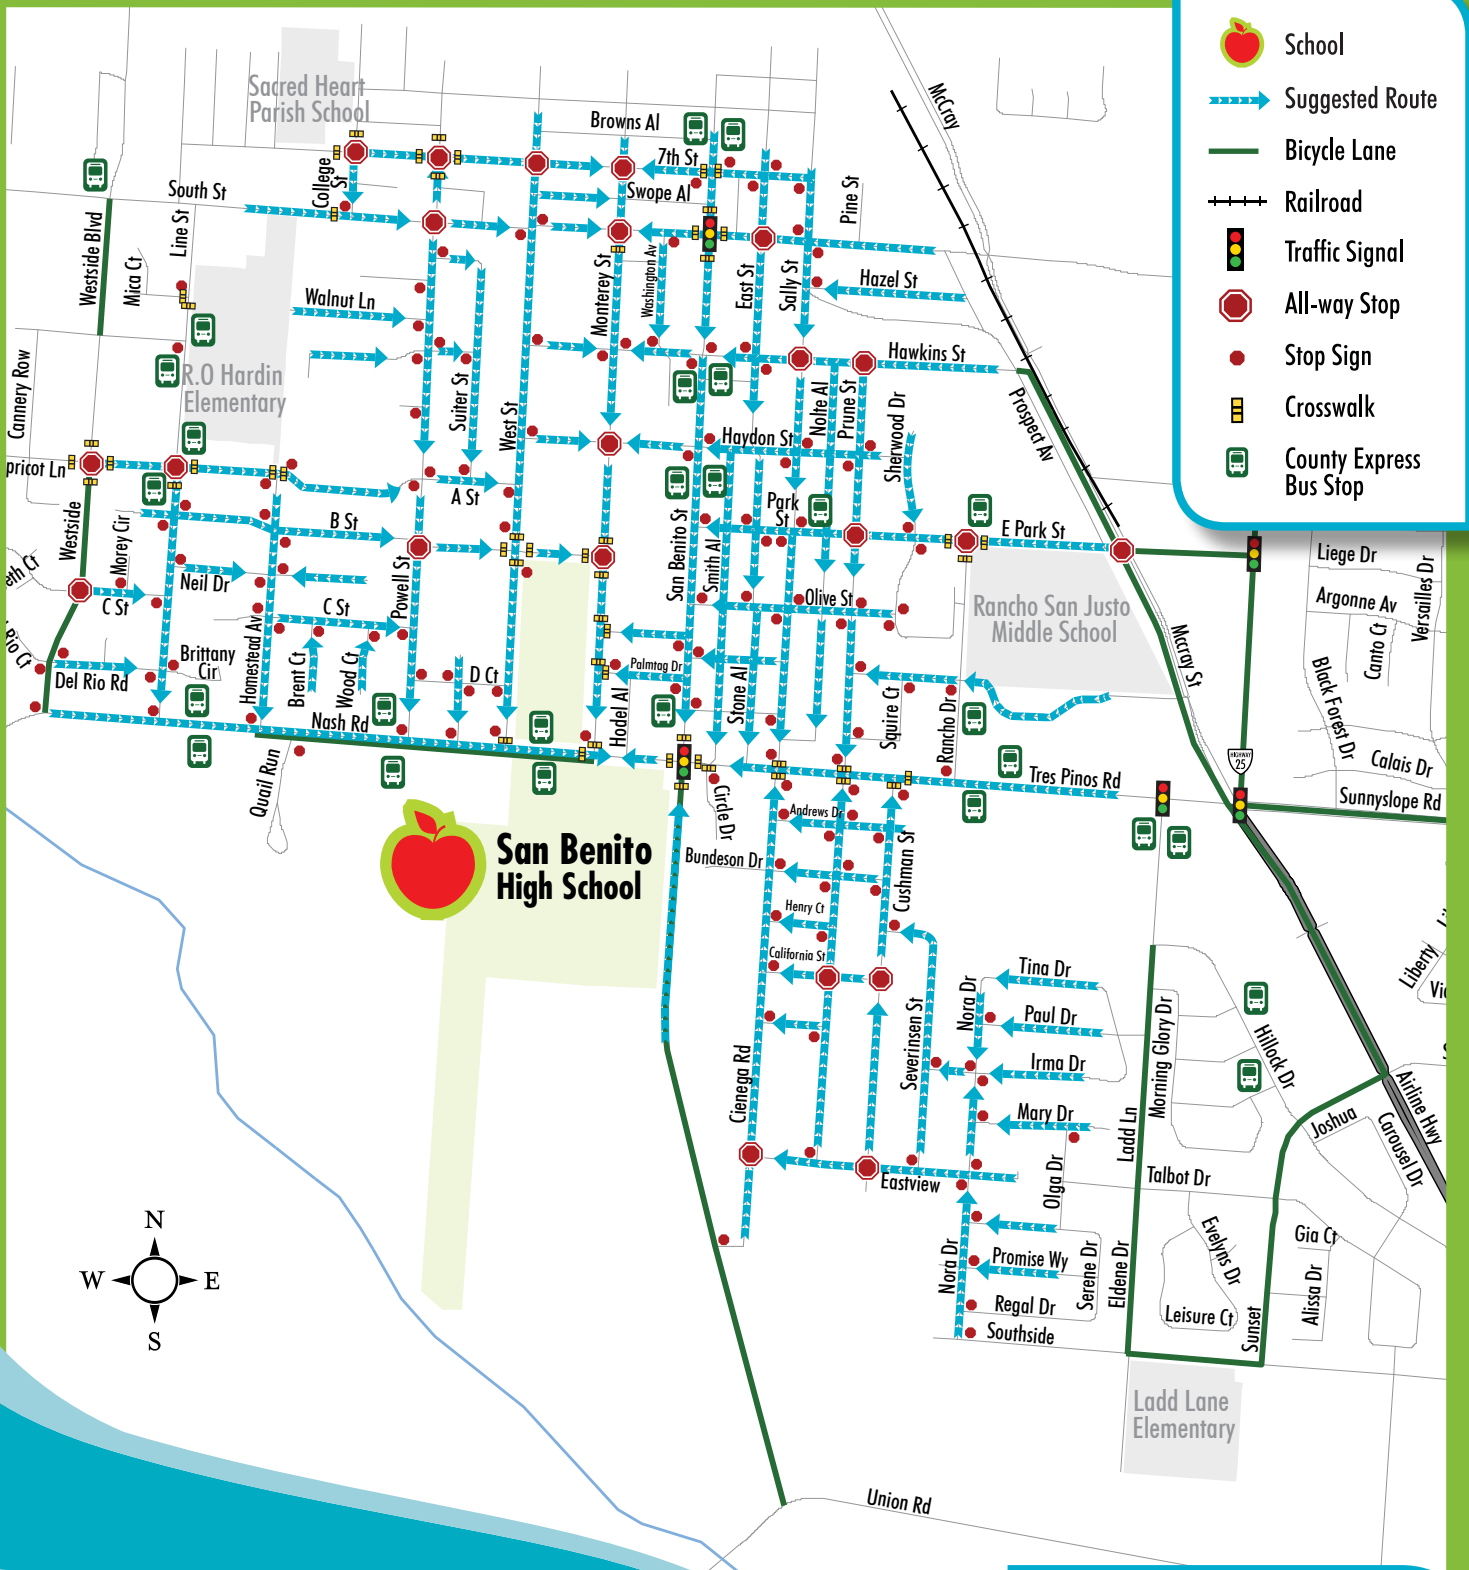 School
Suggested Route
Bicycle Lane
Railroad
Traffic Signal
All-way Stop
Stop Sign
Crosswalk
County Express
Bus Stop
Sacred Heart
Parish School
Browns Al
McCray
7th St
College
St
Swope Al
South St
Pine St
Line St
Westside Blvd
Mica Ct
Washington Av
Monterey St
East St
Sally St
Hazel St
Walnut Ln
Hawkins St
Cannery Row
R.O Hardin
Elementary
Suiter St
West St
Nolte Al
Prune St
Sherwood Dr
Prospect Av
Haydon St
pricot Ln
A St
Park
St
B St
E Park St
Westside
Morey Cir
San Benito St
Smith Al
Liege Dr
Versailles Dr
eth Ct
Neil Dr
Powell St
C St
C St
Olive St
Argonne Av
Rancho San Justo
Middle School
Rio Ct
Homestead Av
Brittany
Cir
Del Rio Rd
Brent Ct
Wood Ct
D Ct
Palmtag Dr
Hodel Al
Stone Al
Squire Ct
Rancho Dr
Mccray St
Canto Ct
Black Forest Dr
Nash Rd
Quail Run
Circle Dr
Tres Pinos Rd
HIGHWAY
25
Calais Dr
Sunnyslope Rd
San Benito
High School
Andrews Dr
Bundeson Dr
Cushman St
Henry Ct
California St
Liberty
Tina Dr
Nora Dr
Paul Dr
Irma Dr
Mary Dr
Severinsen St
Cienega Rd
Morning Glory Dr
Hillock Dr
Ladd Ln
Airline Hwy
Joshua
Carousel Dr
Eastview
Olga Dr
Talbot Dr
Evelyns Dr
Gia Ct
Nora Dr
Promise Wy
Serene Dr
Eldene Dr
Alissa Dr
Regal Dr
Leisure Ct
Sunset
Southside
Ladd Lane
Elementary
Union Rd
N
W
E
S